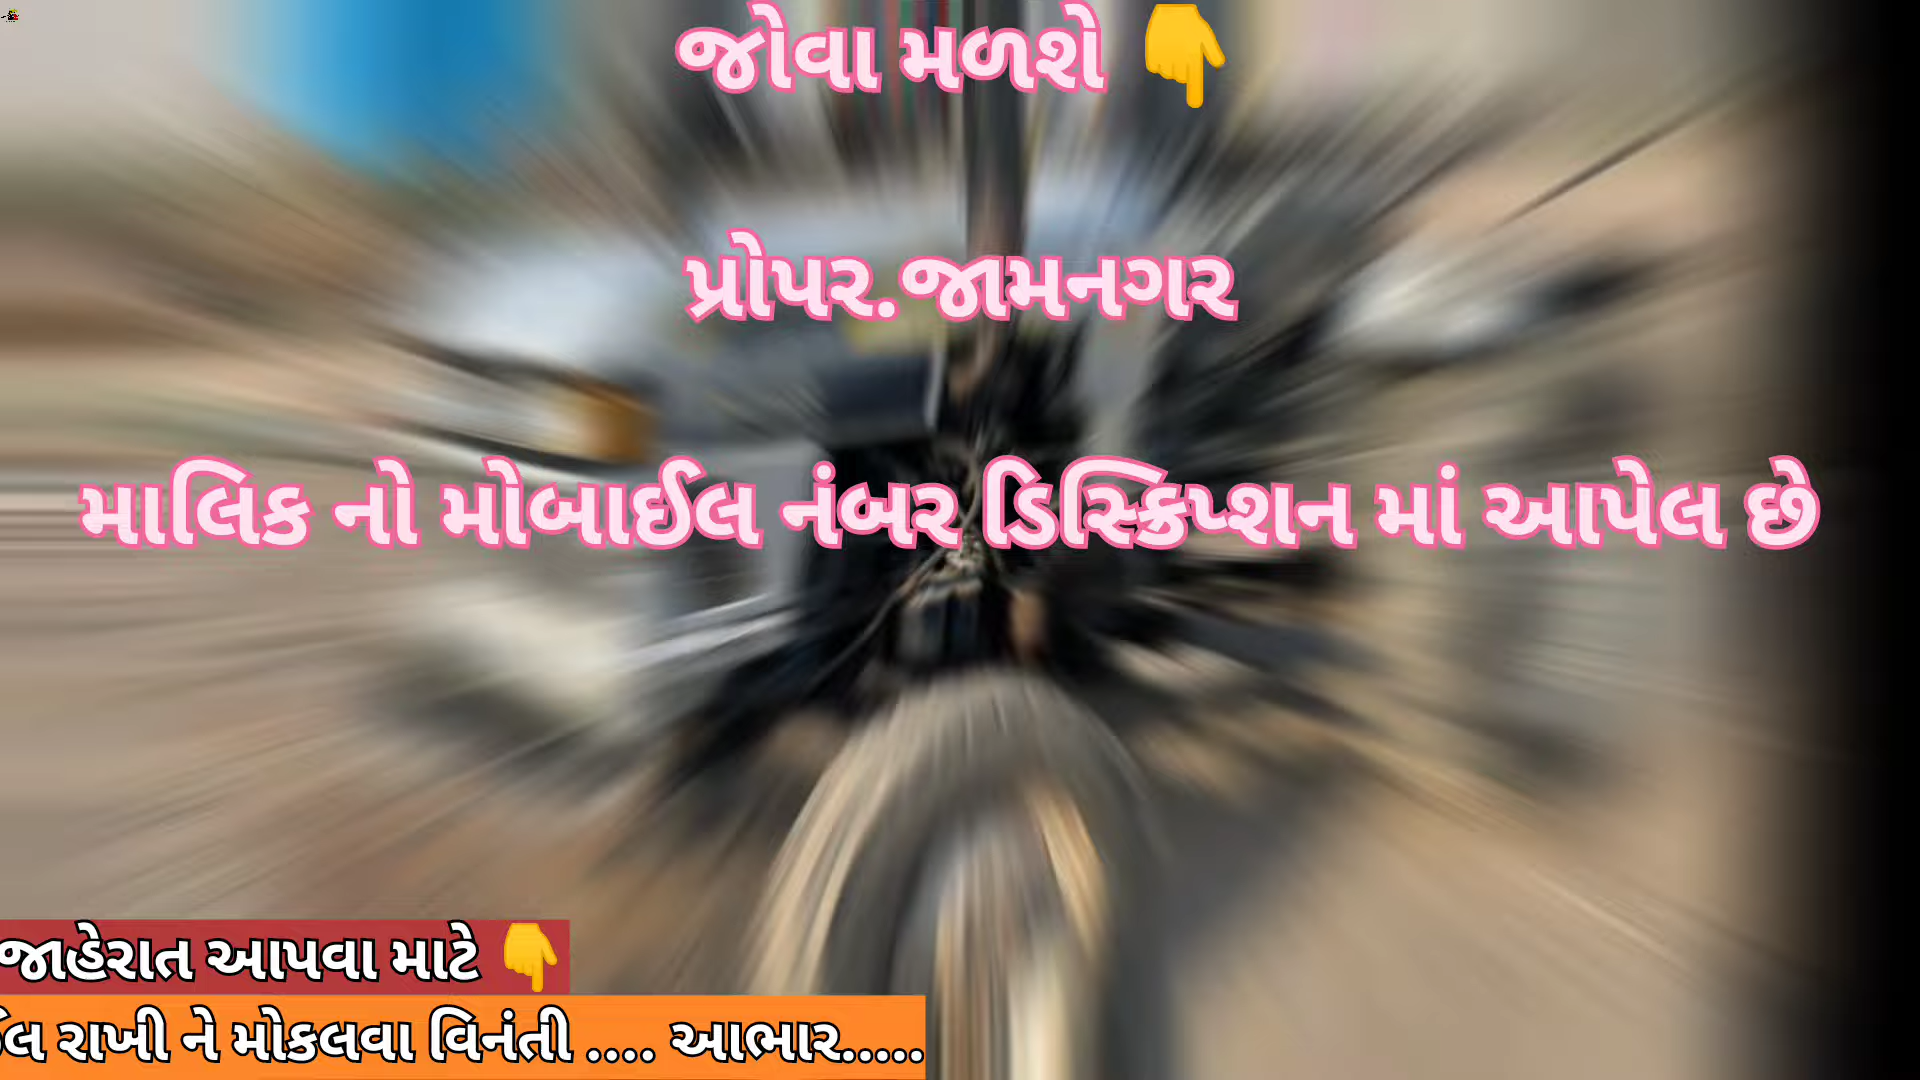 જોવા મળશે 👇
પ્રોપર.જામનગર
માલિક નો મોબાઈલ નંબર ડિસ્ક્રિપ્શન માં આપેલ છે
જાહેરાત આપવા માટે 👇
રાખી ને મોકલવા વિનંતી .... આભાર.....